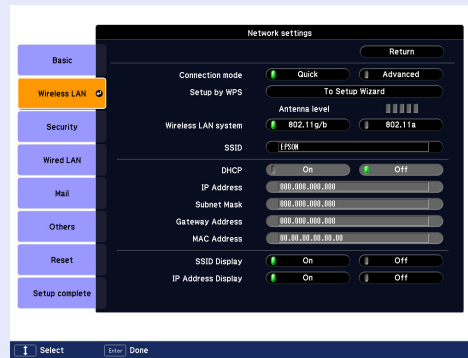 Network settings
Return
Basic
Wireless LAN
Security
Wired LAN
Mail
Others
Reset
Setup complete
Connection mode Quick Advanced
Setup by WPS To Setup Wizard
Antenna level
Wireless LAN system 802.11g/b 802.11a
SSID EPSON
DHCP On Off
IP Address 000.000.000.000
Subnet Mask 000.000.000.000
Gateway Address 000.000.000.000
MAC Address 00.00.00.00.00.00
SSID Display On Off
IP Address Display On Off
Select Enter Done